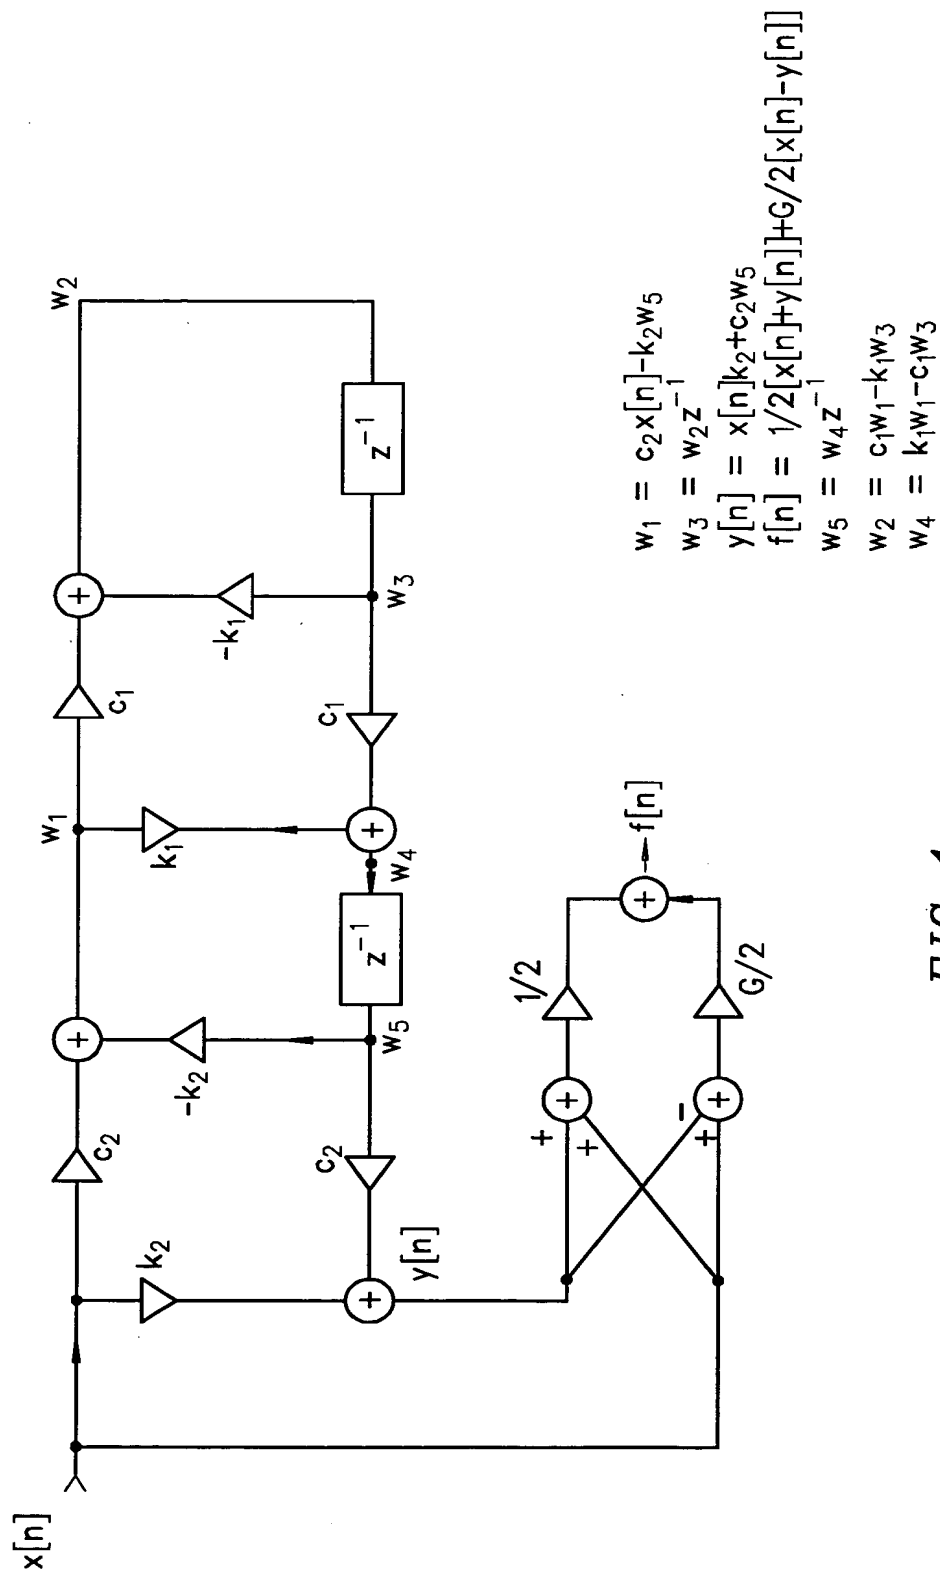 x[n]
c₂
w₁
c₁
w₂
k₂
-k₂
k₁
-k₁
z⁻¹
z⁻¹
c₂
w₅
w₄
c₁
w₃
y[n]
+
+
+
+
+
+
1/2
f[n]
+
-
+
+
G/2
+
w₁ = c₂x[n]-k₂w₅
w₃ = w₂z⁻¹
y[n] = x[n]k₂+c₂w₅
f[n] = 1/2[x[n]+y[n]]+G/2[x[n]-y[n]]
w₅ = w₄z⁻¹
w₂ = c₁w₁-k₁w₃
w₄ = k₁w₁-c₁w₃